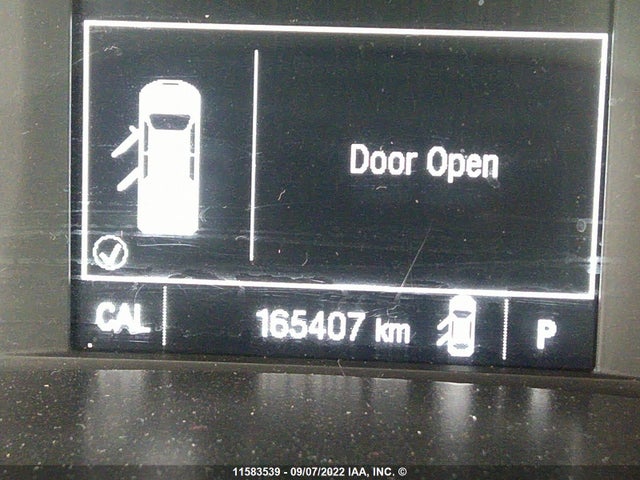 Door Open
CAL 165407 km P
11583539 - 09/07/2022 IAA, INC. ©